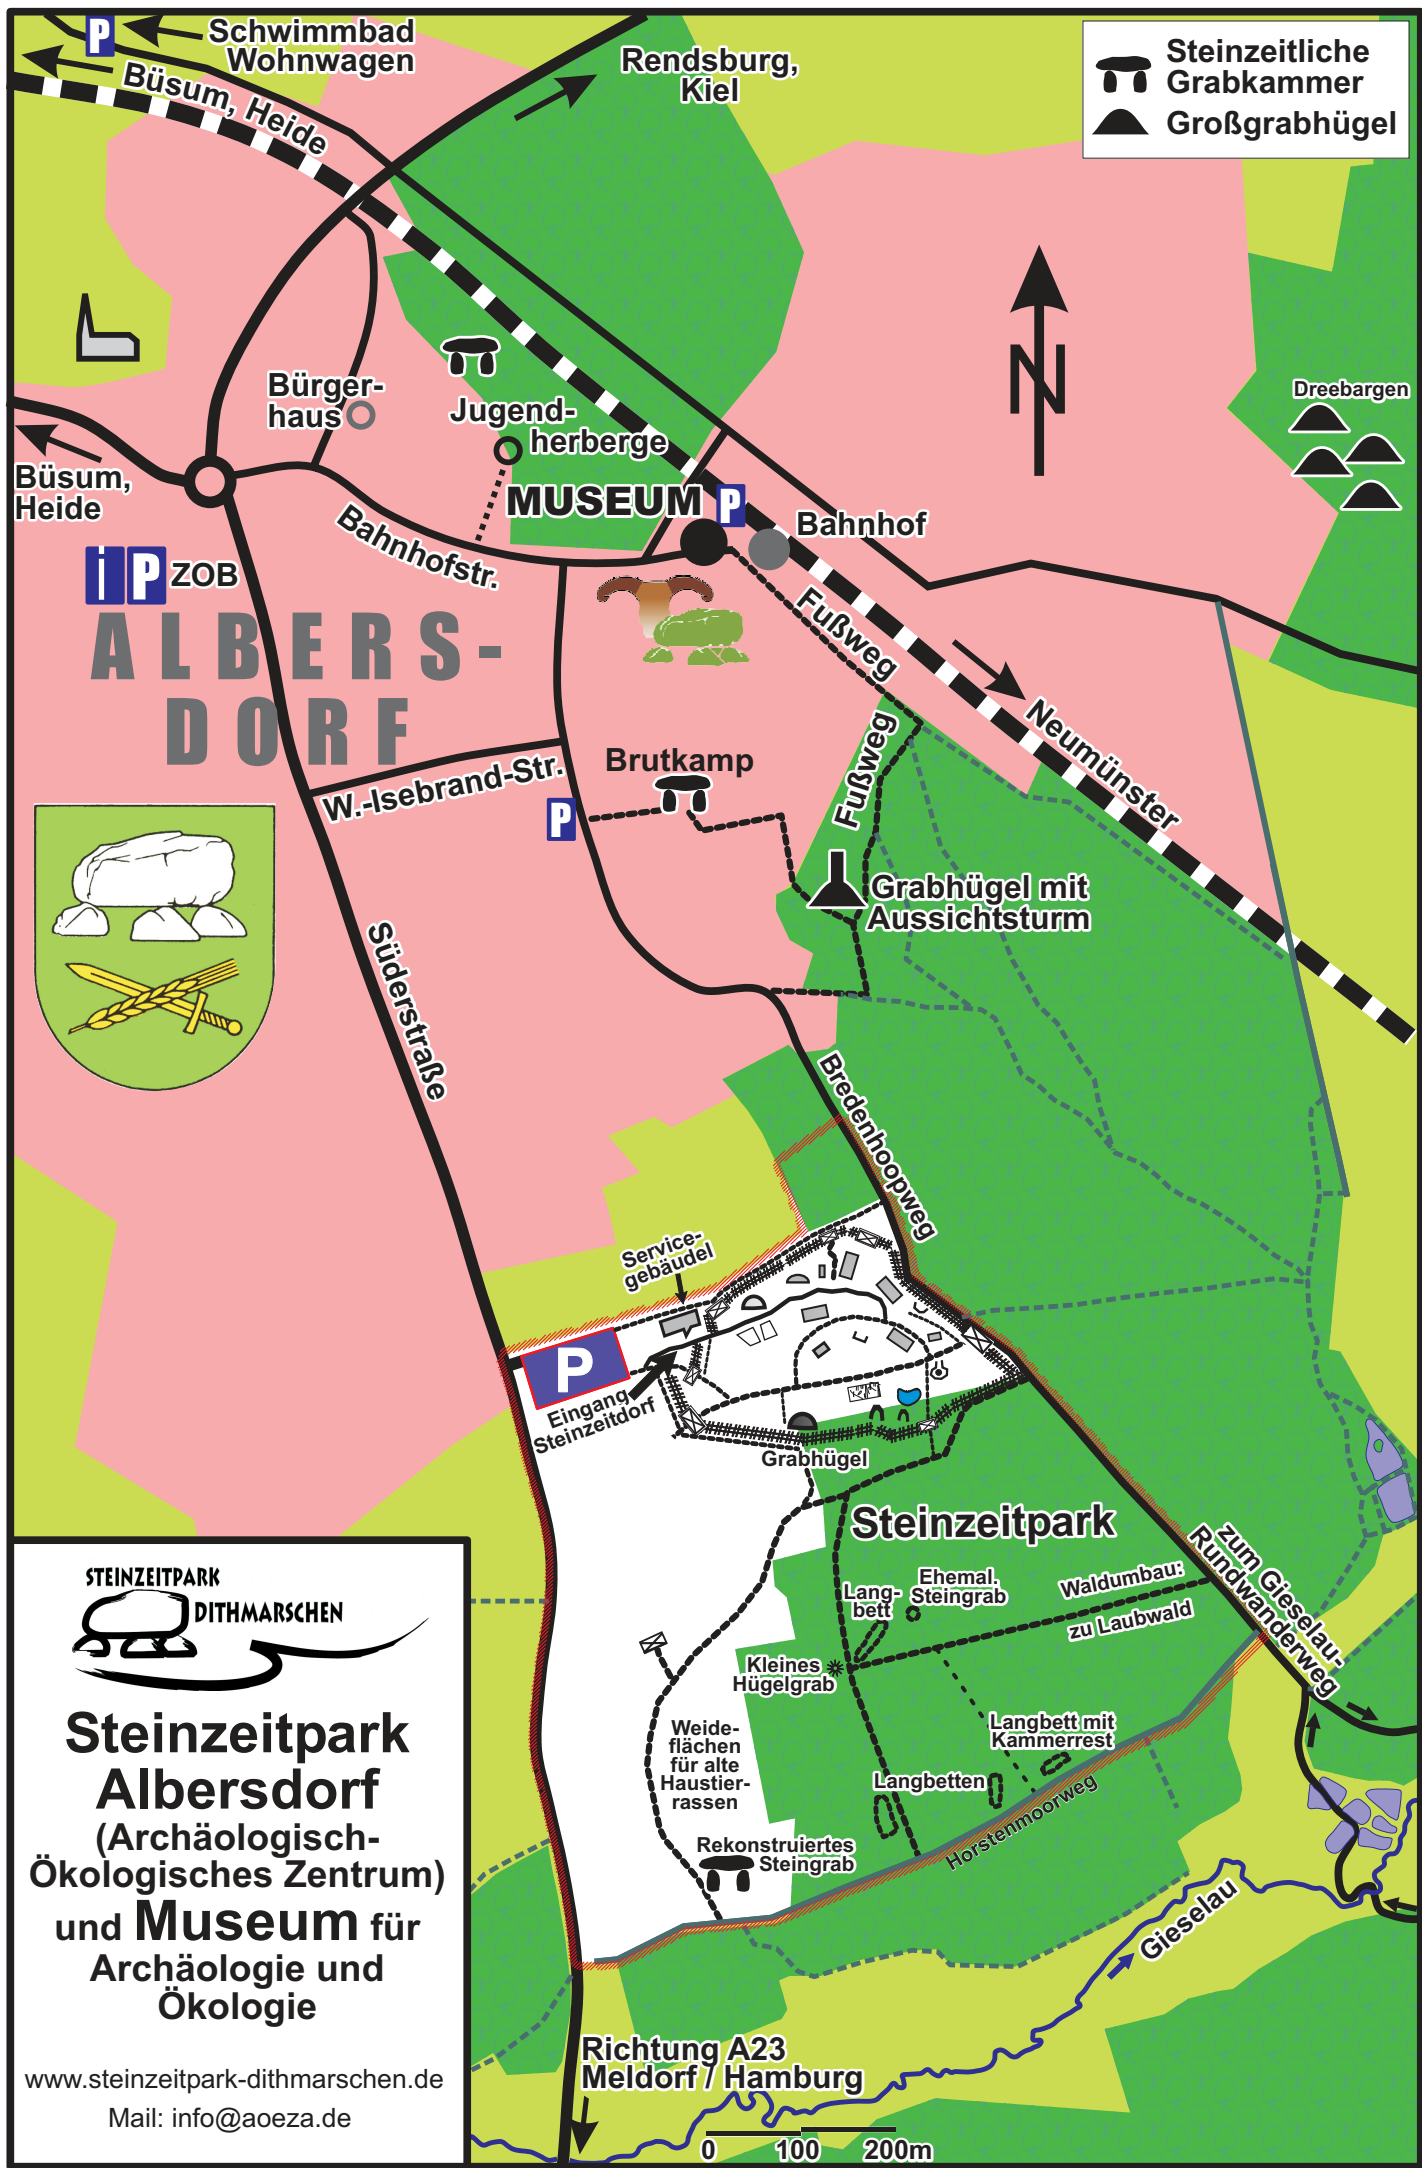 P
Schwimmbad
Wohnwagen
Büsum, Heide
Rendsburg,
Kiel
Steinzeitliche
Grabkammer
Großgrabhügel
N
Dreebargen
Bürger-
haus
Jugend-
herberge
Büsum,
Heide
MUSEUM P
Bahnhof
Bahnhofstr.
i P ZOB
ALBERS-
DORF
Fußweg
Fußweg
Neumünster
Brutkamp
W.-Isebrand-Str.
P
Grabhügel mit
Aussichtsturm
Süderstraße
Bredenhoopweg
Service-
gebäudel
P
Eingang
Steinzeitdorf
Grabhügel
Steinzeitpark
zum Gieselau-
Rundwanderweg
Lang-
bett
Ehemal.
Steingrab
Waldumbau:
zu Laubwald
Kleines
Hügelgrab
Weide-
flächen
für alte
Haustier-
rassen
Langbett mit
Kammerrest
Langbetten
Horstenmoorweg
Rekonstruiertes
Steingrab
Gieselau
Richtung A23
Meldorf / Hamburg
0 100 200m
STEINZEITPARK
DITHMARSCHEN
Steinzeitpark
Albersdorf
(Archäologisch-
Ökologisches Zentrum)
und Museum für
Archäologie und
Ökologie
www.steinzeitpark-dithmarschen.de
Mail: info@aoeza.de